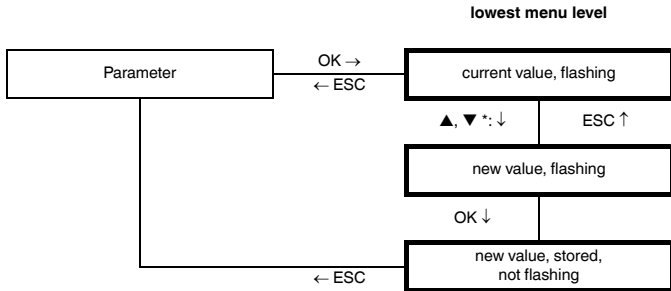 lowest menu level
Parameter
OK →
← ESC
current value, flashing
▲, ▼ *: ↓
ESC ↑
new value, flashing
OK ↓
← ESC
new value, stored,
not flashing